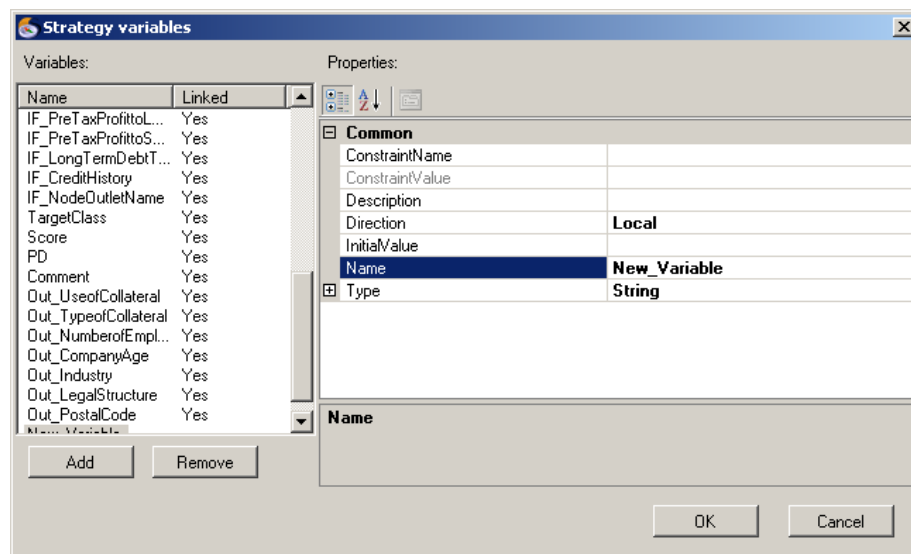 Strategy variables
Variables:
Properties:
Name Linked
IF_PreTaxProfittoL... Yes
IF_PreTaxProfittoS... Yes
IF_LongTermDebtT... Yes
IF_CreditHistory Yes
IF_NodeOutletName Yes
TargetClass Yes
Score Yes
PD Yes
Comment Yes
Out_UseofCollateral Yes
Out_TypeofCollateral Yes
Out_NumberofEmpl... Yes
Out_CompanyAge Yes
Out_Industry Yes
Out_LegalStructure Yes
Out_PostalCode Yes
New_Variable
Add Remove
Common
ConstraintName
ConstraintValue
Description
Direction Local
InitialValue
Name New_Variable
Type String
Name
OK Cancel